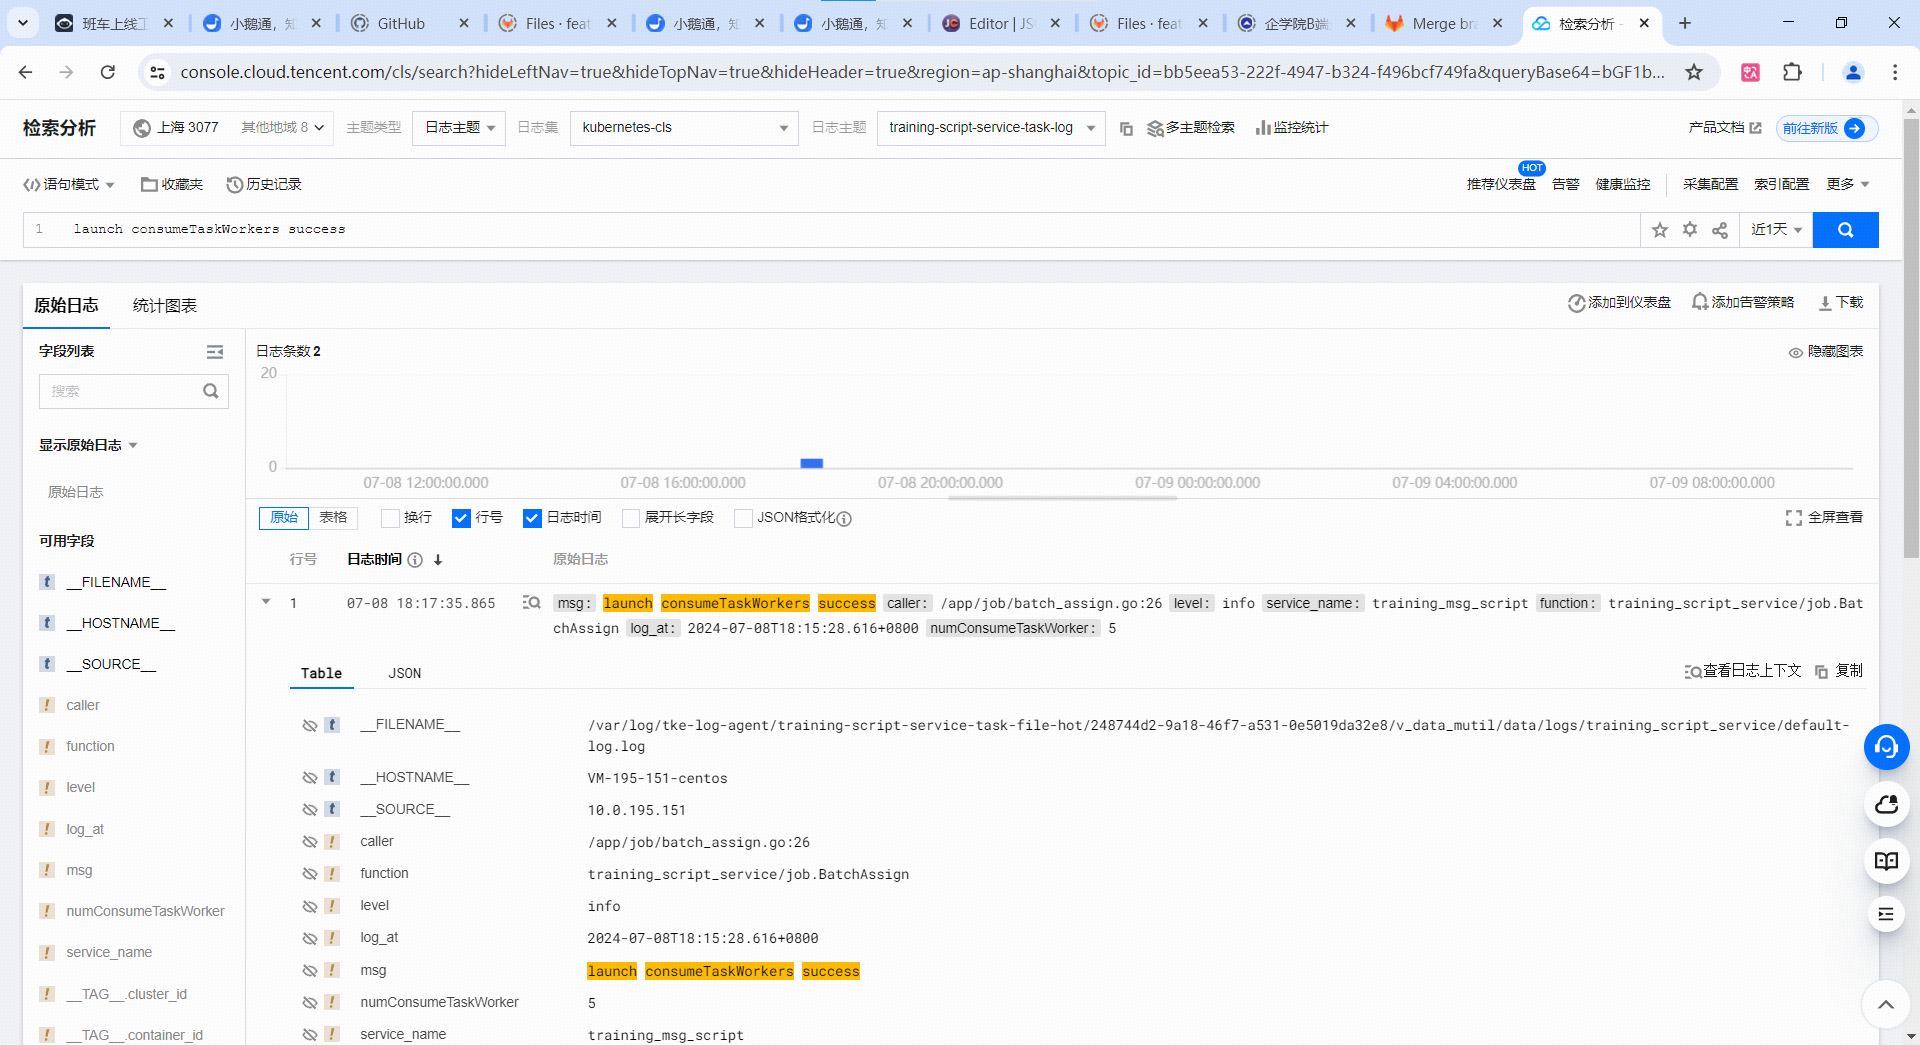 班车上线工
小鹅通，知
GitHub
Files · feat
小鹅通，知
小鹅通，知
Editor | JS
Files · feat
企学院B端
Merge bra
检索分析 -
console.cloud.tencent.com/cls/search?hideLeftNav=true&hideTopNav=true&hideHeader=true&region=ap-shanghai&topic_id=bb5eea53-222f-4947-b324-f496bcf749fa&queryBase64=bGF1b...
检索分析 上海 3077 其他地域 8 主题类型 日志主题 日志集 kubernetes-cls 日志主题 training-script-service-task-log 多主题检索 监控统计 产品文档 前往新版
语句模式 收藏夹 历史记录 HOT 推荐仪表盘 告警 健康监控 采集配置 索引配置 更多
1 launch consumeTaskWorkers success 近1天
原始日志 统计图表 添加到仪表盘 添加告警策略 下载
字段列表
搜索
显示原始日志
原始日志
可用字段
t __FILENAME__
t __HOSTNAME__
t __SOURCE__
! caller
! function
! level
! log_at
! msg
! numConsumeTaskWorker
! service_name
! __TAG__.cluster_id
! __TAG__.container_id
日志条数 2 隐藏图表
20
0
07-08 12:00:00.000 07-08 16:00:00.000 07-08 20:00:00.000 07-09 00:00:00.000 07-09 04:00:00.000 07-09 08:00:00.000
原始 表格 换行 行号 日志时间 展开长字段 JSON格式化 全屏查看
行号 日志时间 原始日志
1 07-08 18:17:35.865 msg: launch consumeTaskWorkers success caller: /app/job/batch_assign.go:26 level: info service_name: training_msg_script function: training_script_service/job.Bat
chAssign log_at: 2024-07-08T18:15:28.616+0800 numConsumeTaskWorker: 5
Table JSON 查看日志上下文 复制
t __FILENAME__ /var/log/tke-log-agent/training-script-service-task-file-hot/248744d2-9a18-46f7-a531-0e5019da32e8/v_data_mutil/data/logs/training_script_service/default-
log.log
t __HOSTNAME__ VM-195-151-centos
t __SOURCE__ 10.0.195.151
! caller /app/job/batch_assign.go:26
! function training_script_service/job.BatchAssign
! level info
! log_at 2024-07-08T18:15:28.616+0800
! msg launch consumeTaskWorkers success
! numConsumeTaskWorker 5
! service_name training_msg_script